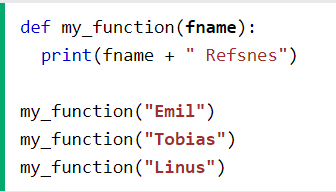 def my_function(fname):
  print(fname + " Refsnes")

my_function("Emil")
my_function("Tobias")
my_function("Linus")